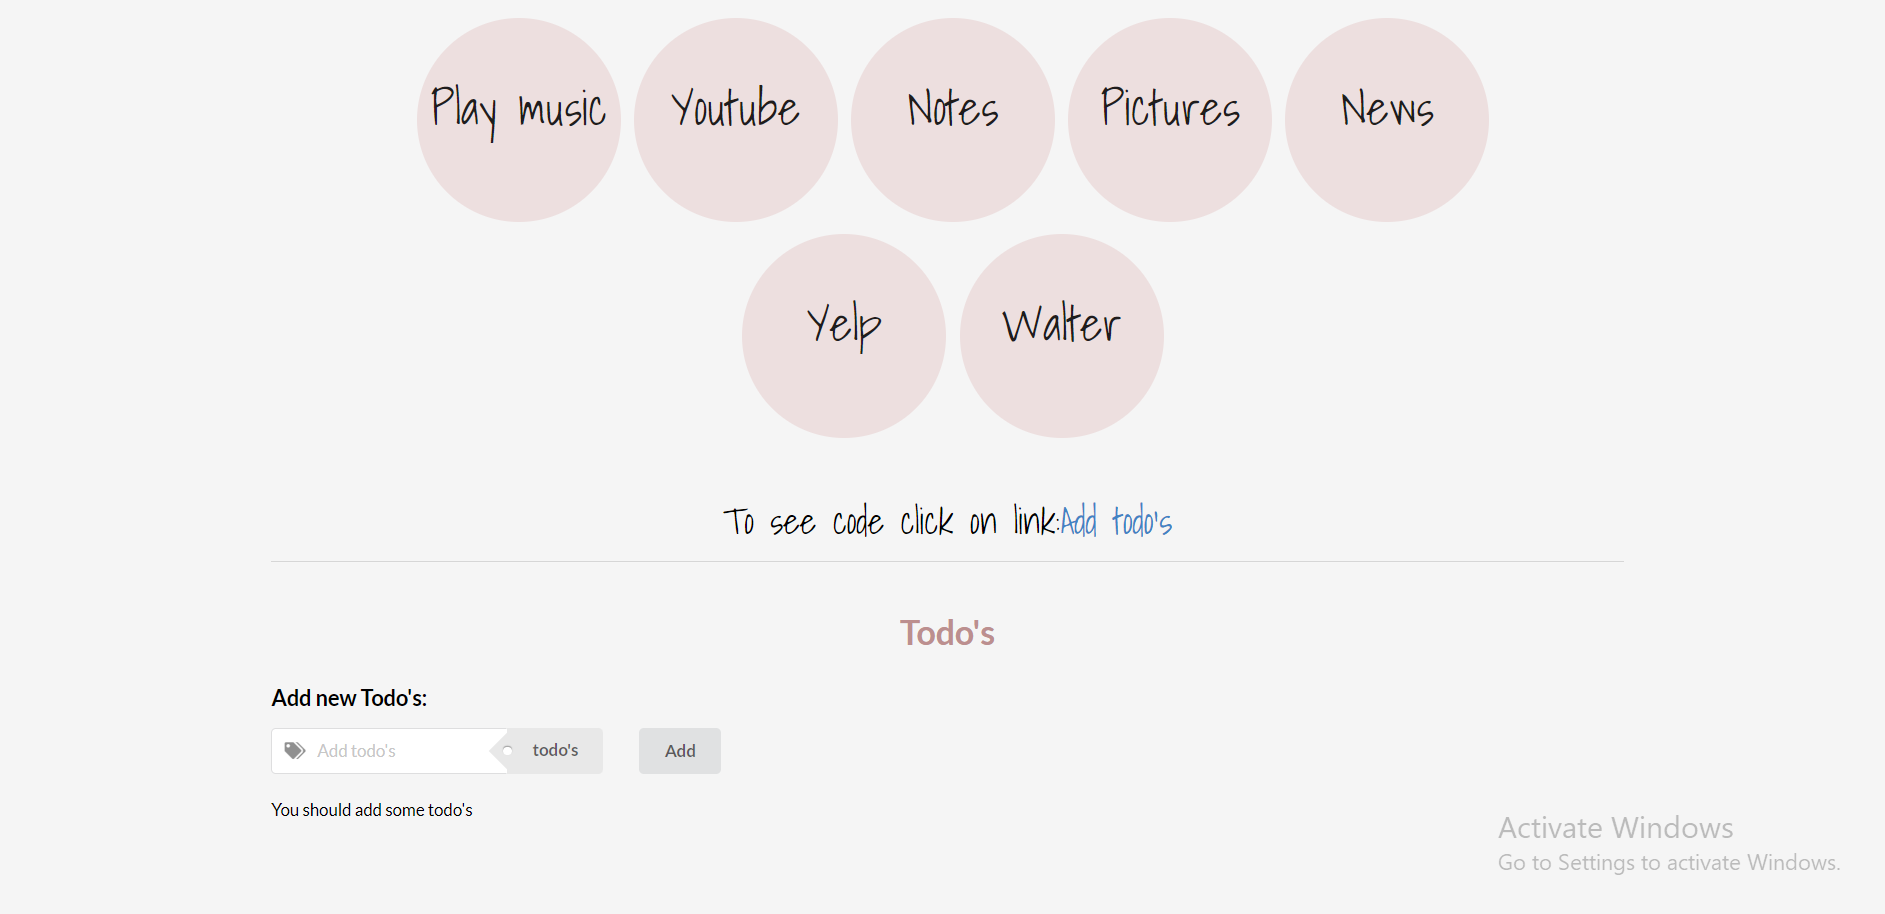 Play music Youtube Notes Pictures News
Yelp Walter
To see code click on link:Add todo's
Todo's
Add new Todo's:
Add todo's todo's Add
You should add some todo's
Activate Windows
Go to Settings to activate Windows.